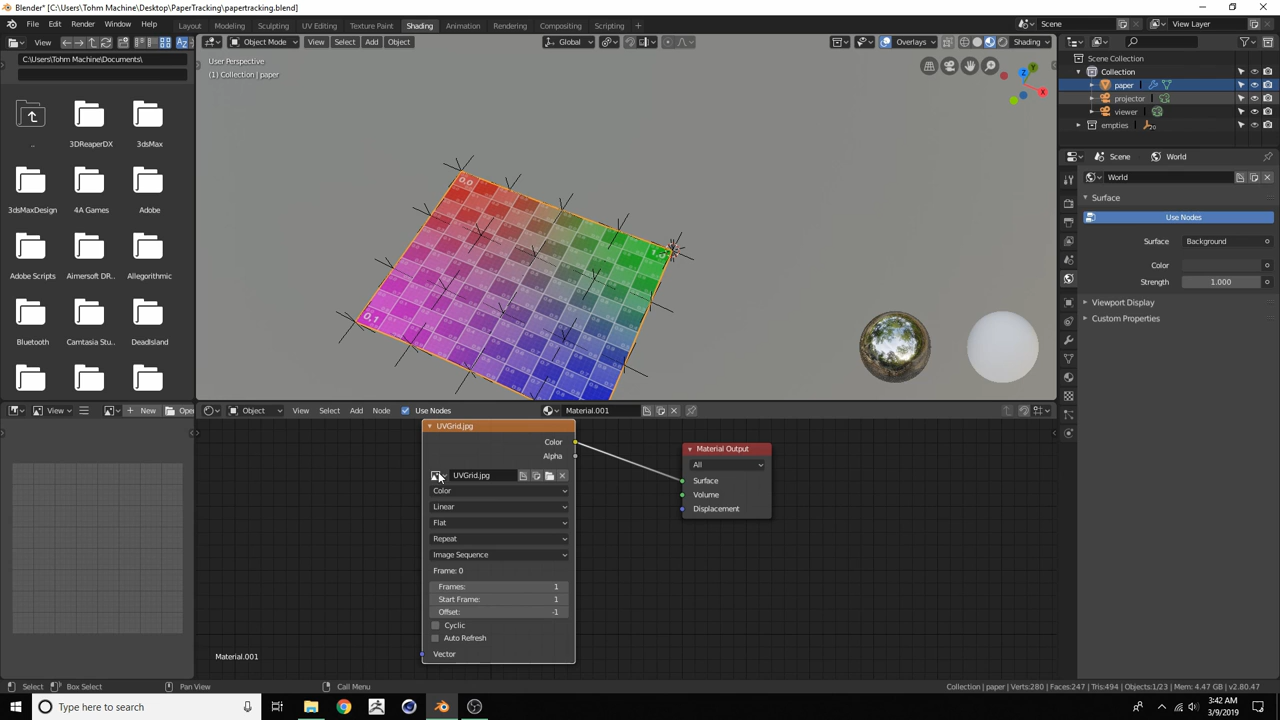 Blender* [C:\Users\Tohm Machine\Desktop\PaperTracking\papertracking.blend]
File Edit Render Window Help Layout Modeling Sculpting UV Editing Texture Paint Shading Animation Rendering Compositing Scripting Scene View Layer
View Object Mode View Select Add Object Global Overlays Shading
C:\Users\Tohm Machine\Documents\
User Perspective
(1) Collection | paper
Scene Collection
Collection
paper
projector
viewer
empties
..
3DReaperDX
3dsMax
3dsMaxDesign
4A Games
Adobe
Adobe Scripts
Aimersoft DR..
Allegorithmic
Bluetooth
Camtasia Stu..
DeadIsland
0.0
1.0
0.1
X
Y
Z
Scene World
World
Surface
Use Nodes
Surface: Background
Color:
Strength: 1.000
Viewport Display
Custom Properties
View New Ope
Object View Select Add Node Use Nodes Material.001
UVGrid.jpg
Color
Alpha
UVGrid.jpg
Color
Linear
Flat
Repeat
Image Sequence
Frame: 0
Frames: 1
Start Frame: 1
Offset: -1
Cyclic
Auto Refresh
Vector
Material Output
All
Surface
Volume
Displacement
Material.001
Select Box Select Pan View Call Menu Collection | paper | Verts:280 | Faces:247 | Tris:494 | Objects:1/23 | Mem: 4.47 GB | v2.80.47
Type here to search
3:42 AM
3/9/2019